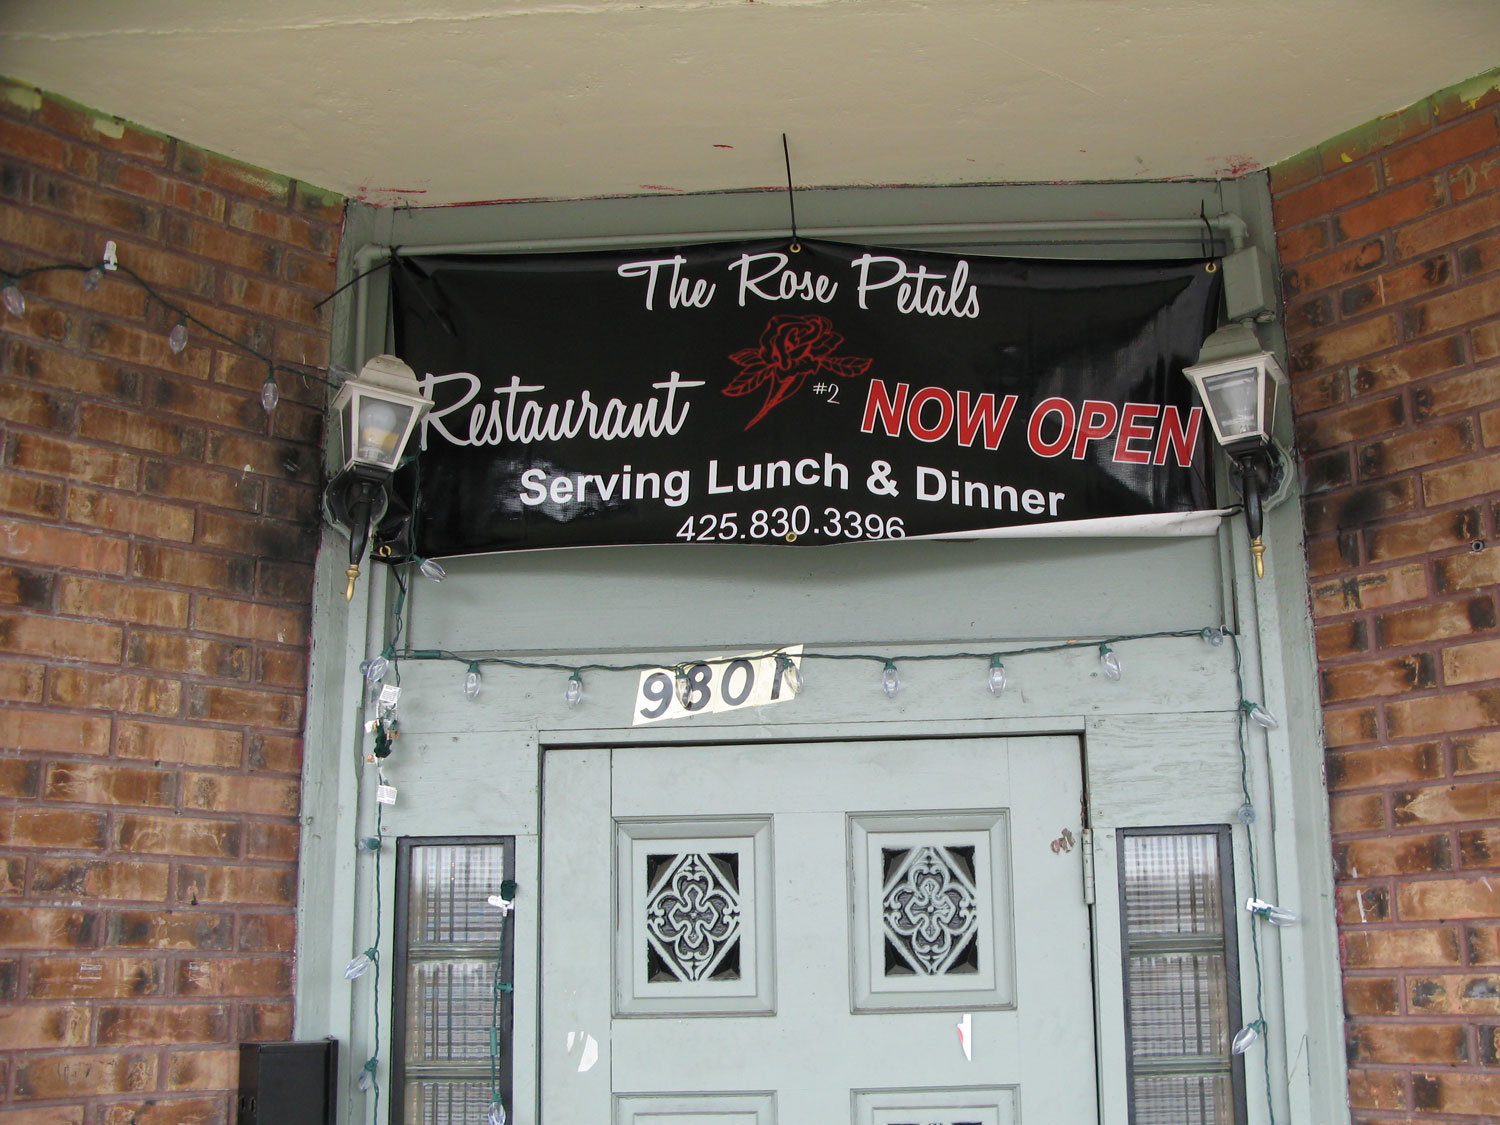 The Rose Petals
Restaurant #2 NOW OPEN
Serving Lunch & Dinner
425.830.3396
9801